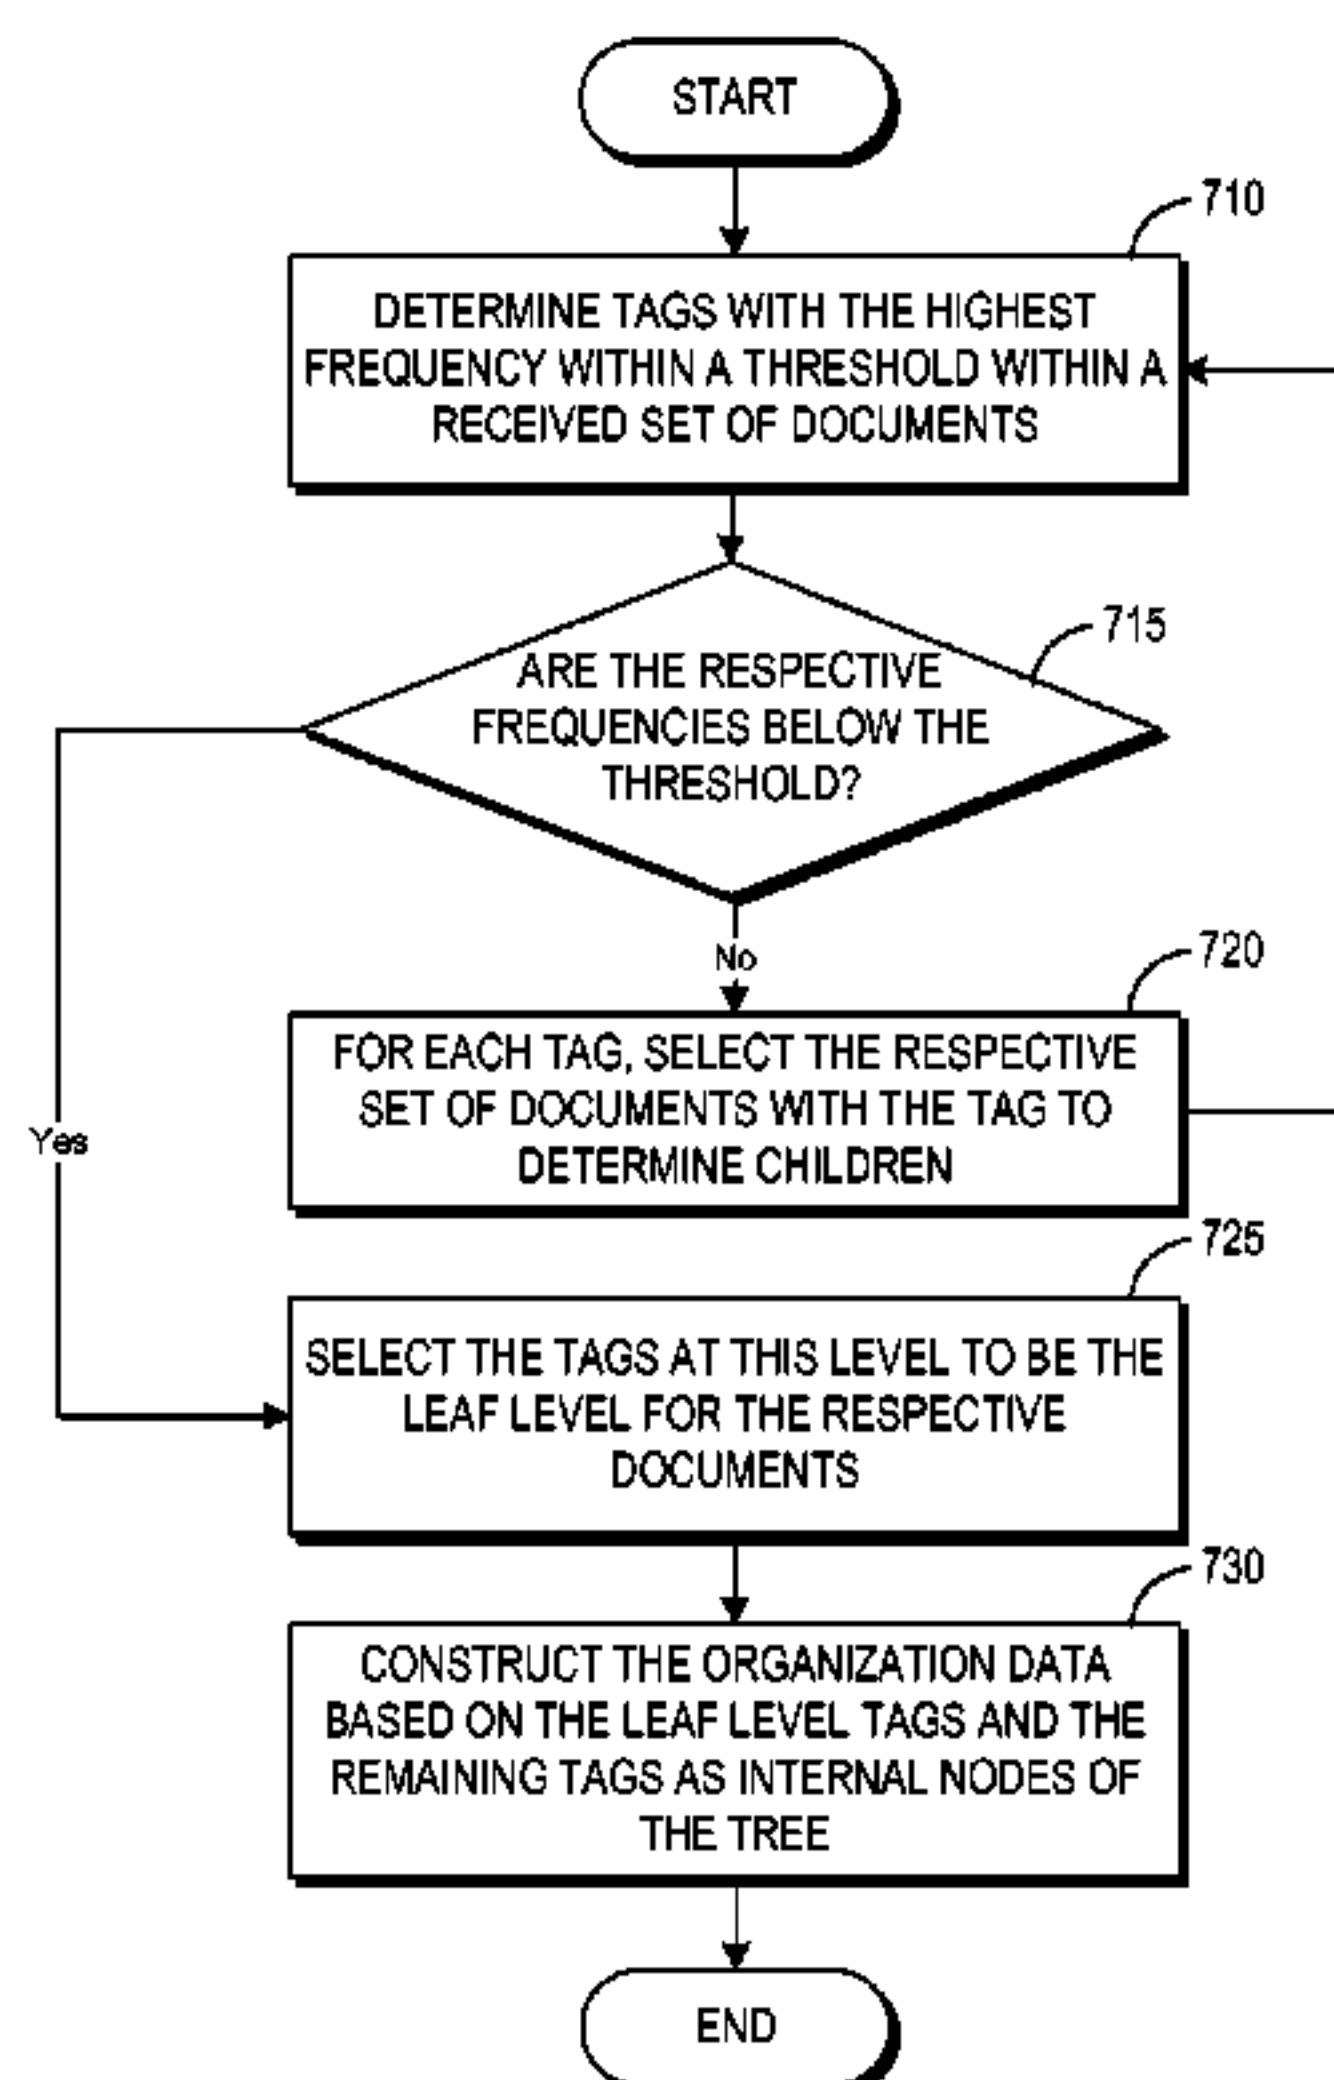 START
710
DETERMINE TAGS WITH THE HIGHEST
FREQUENCY WITHIN A THRESHOLD WITHIN A
RECEIVED SET OF DOCUMENTS
715
ARE THE RESPECTIVE
FREQUENCIES BELOW THE
THRESHOLD?
No
720
FOR EACH TAG, SELECT THE RESPECTIVE
SET OF DOCUMENTS WITH THE TAG TO
DETERMINE CHILDREN
Yes
725
SELECT THE TAGS AT THIS LEVEL TO BE THE
LEAF LEVEL FOR THE RESPECTIVE
DOCUMENTS
730
CONSTRUCT THE ORGANIZATION DATA
BASED ON THE LEAF LEVEL TAGS AND THE
REMAINING TAGS AS INTERNAL NODES OF
THE TREE
END